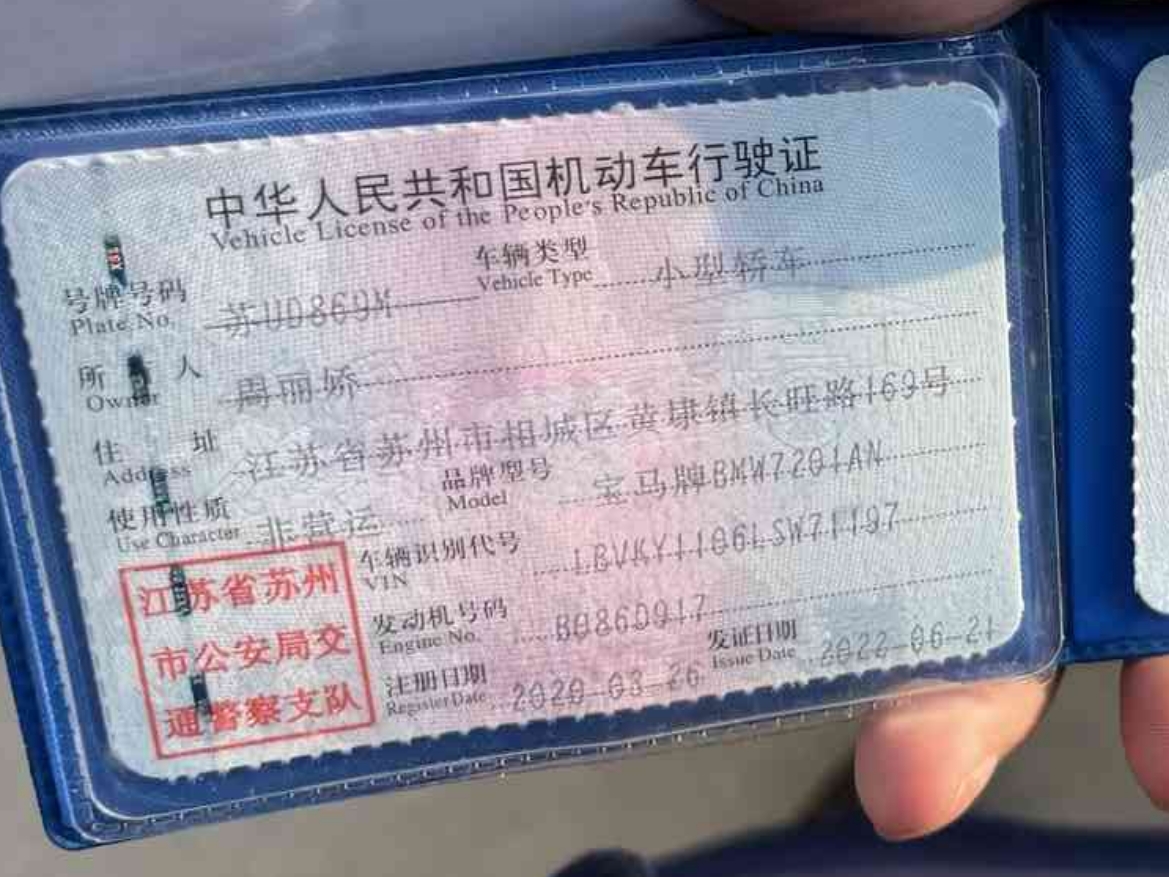 中华人民共和国机动车行驶证
Vehicle License of the People's Republic of China
号牌号码 苏UD869M 车辆类型 小型轿车
Plate No. Vehicle Type
所 人 周丽娇
Owner
住 址 江苏省苏州市相城区黄埭镇长旺路169号
Address
使用性质 非营运 品牌型号 宝马牌BMW7201AN
Use Character Model
车辆识别代号 LBVKY1106LSW71197
VIN
发动机号码 B086D917 发证日期 2022-06-21
Engine No. Issue Date
注册日期 2020-03-26
Register Date
江苏省苏州
市公安局交
通警察支队